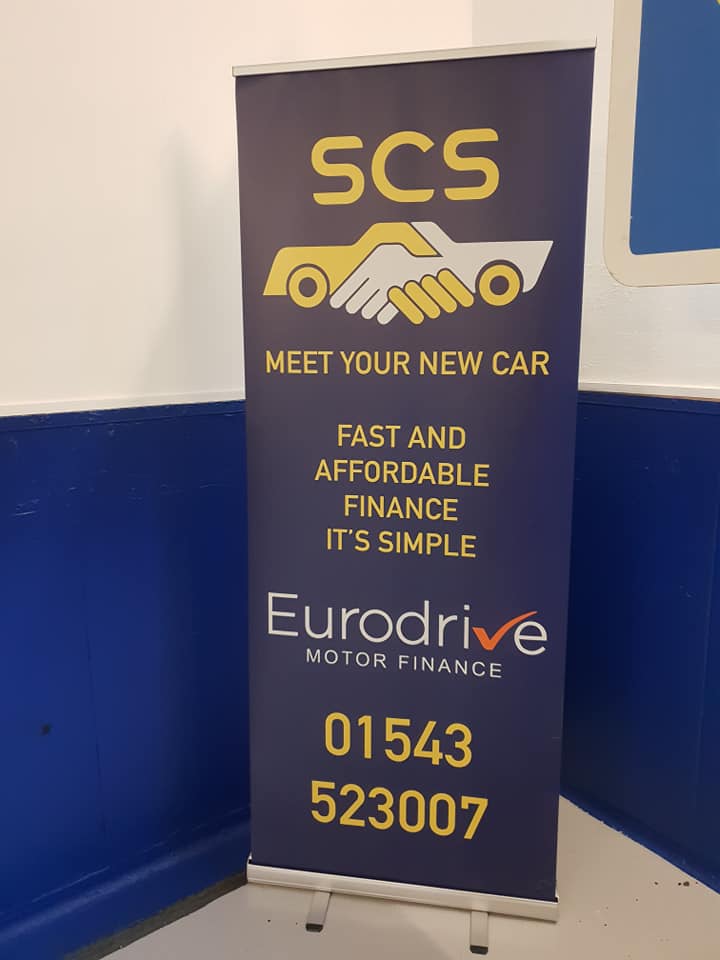 SCS
MEET YOUR NEW CAR
FAST AND
AFFORDABLE
FINANCE
IT'S SIMPLE
Eurodrive
MOTOR FINANCE
01543
523007